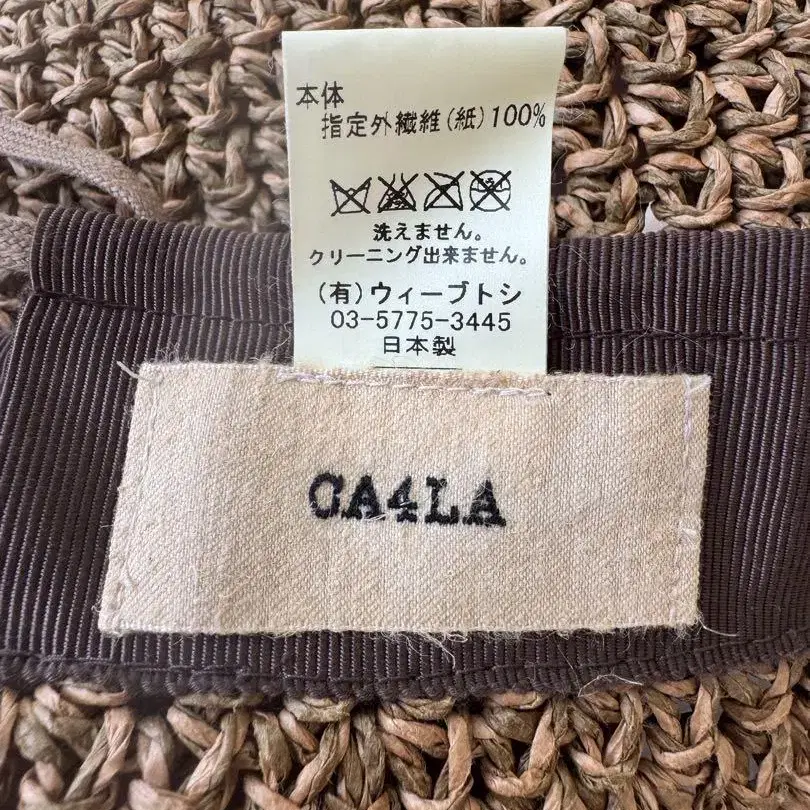 本体
指定外繊維(紙)100%
洗えません。
クリーニング出来ません。
(有)ウィーブトシ
03-5775-3445
日本製
CA4LA